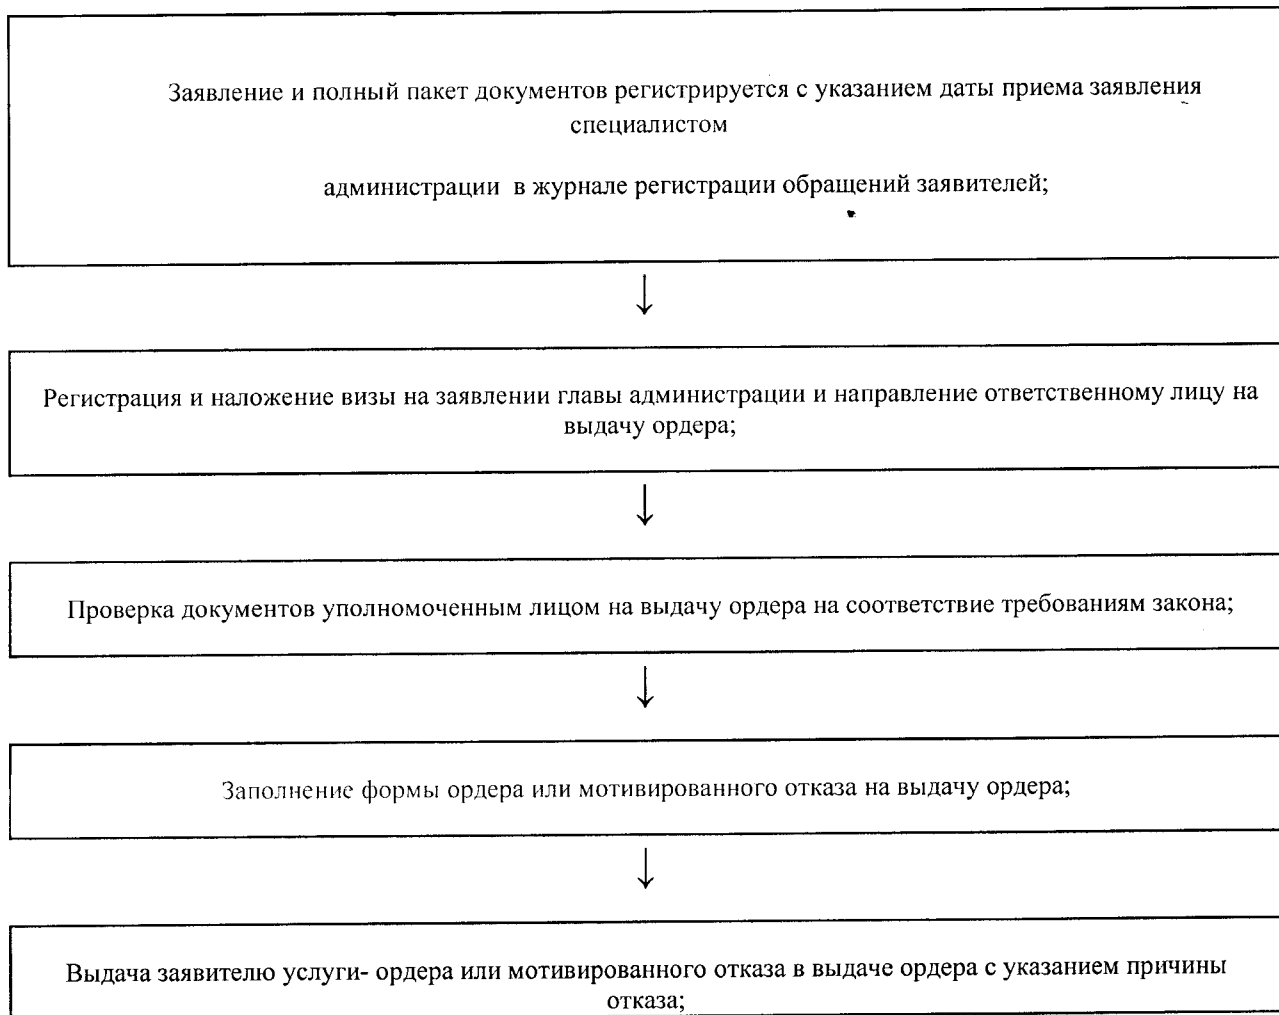 Заявление и полный пакет документов регистрируется с указанием даты приема заявления
специалистом
администрации в журнале регистрации обращений заявителей;
Регистрация и наложение визы на заявлении главы администрации и направление ответственному лицу на
выдачу ордера;
Проверка документов уполномоченным лицом на выдачу ордера на соответствие требованиям закона;
Заполнение формы ордера или мотивированного отказа на выдачу ордера;
Выдача заявителю услуги- ордера или мотивированного отказа в выдаче ордера с указанием причины
отказа;